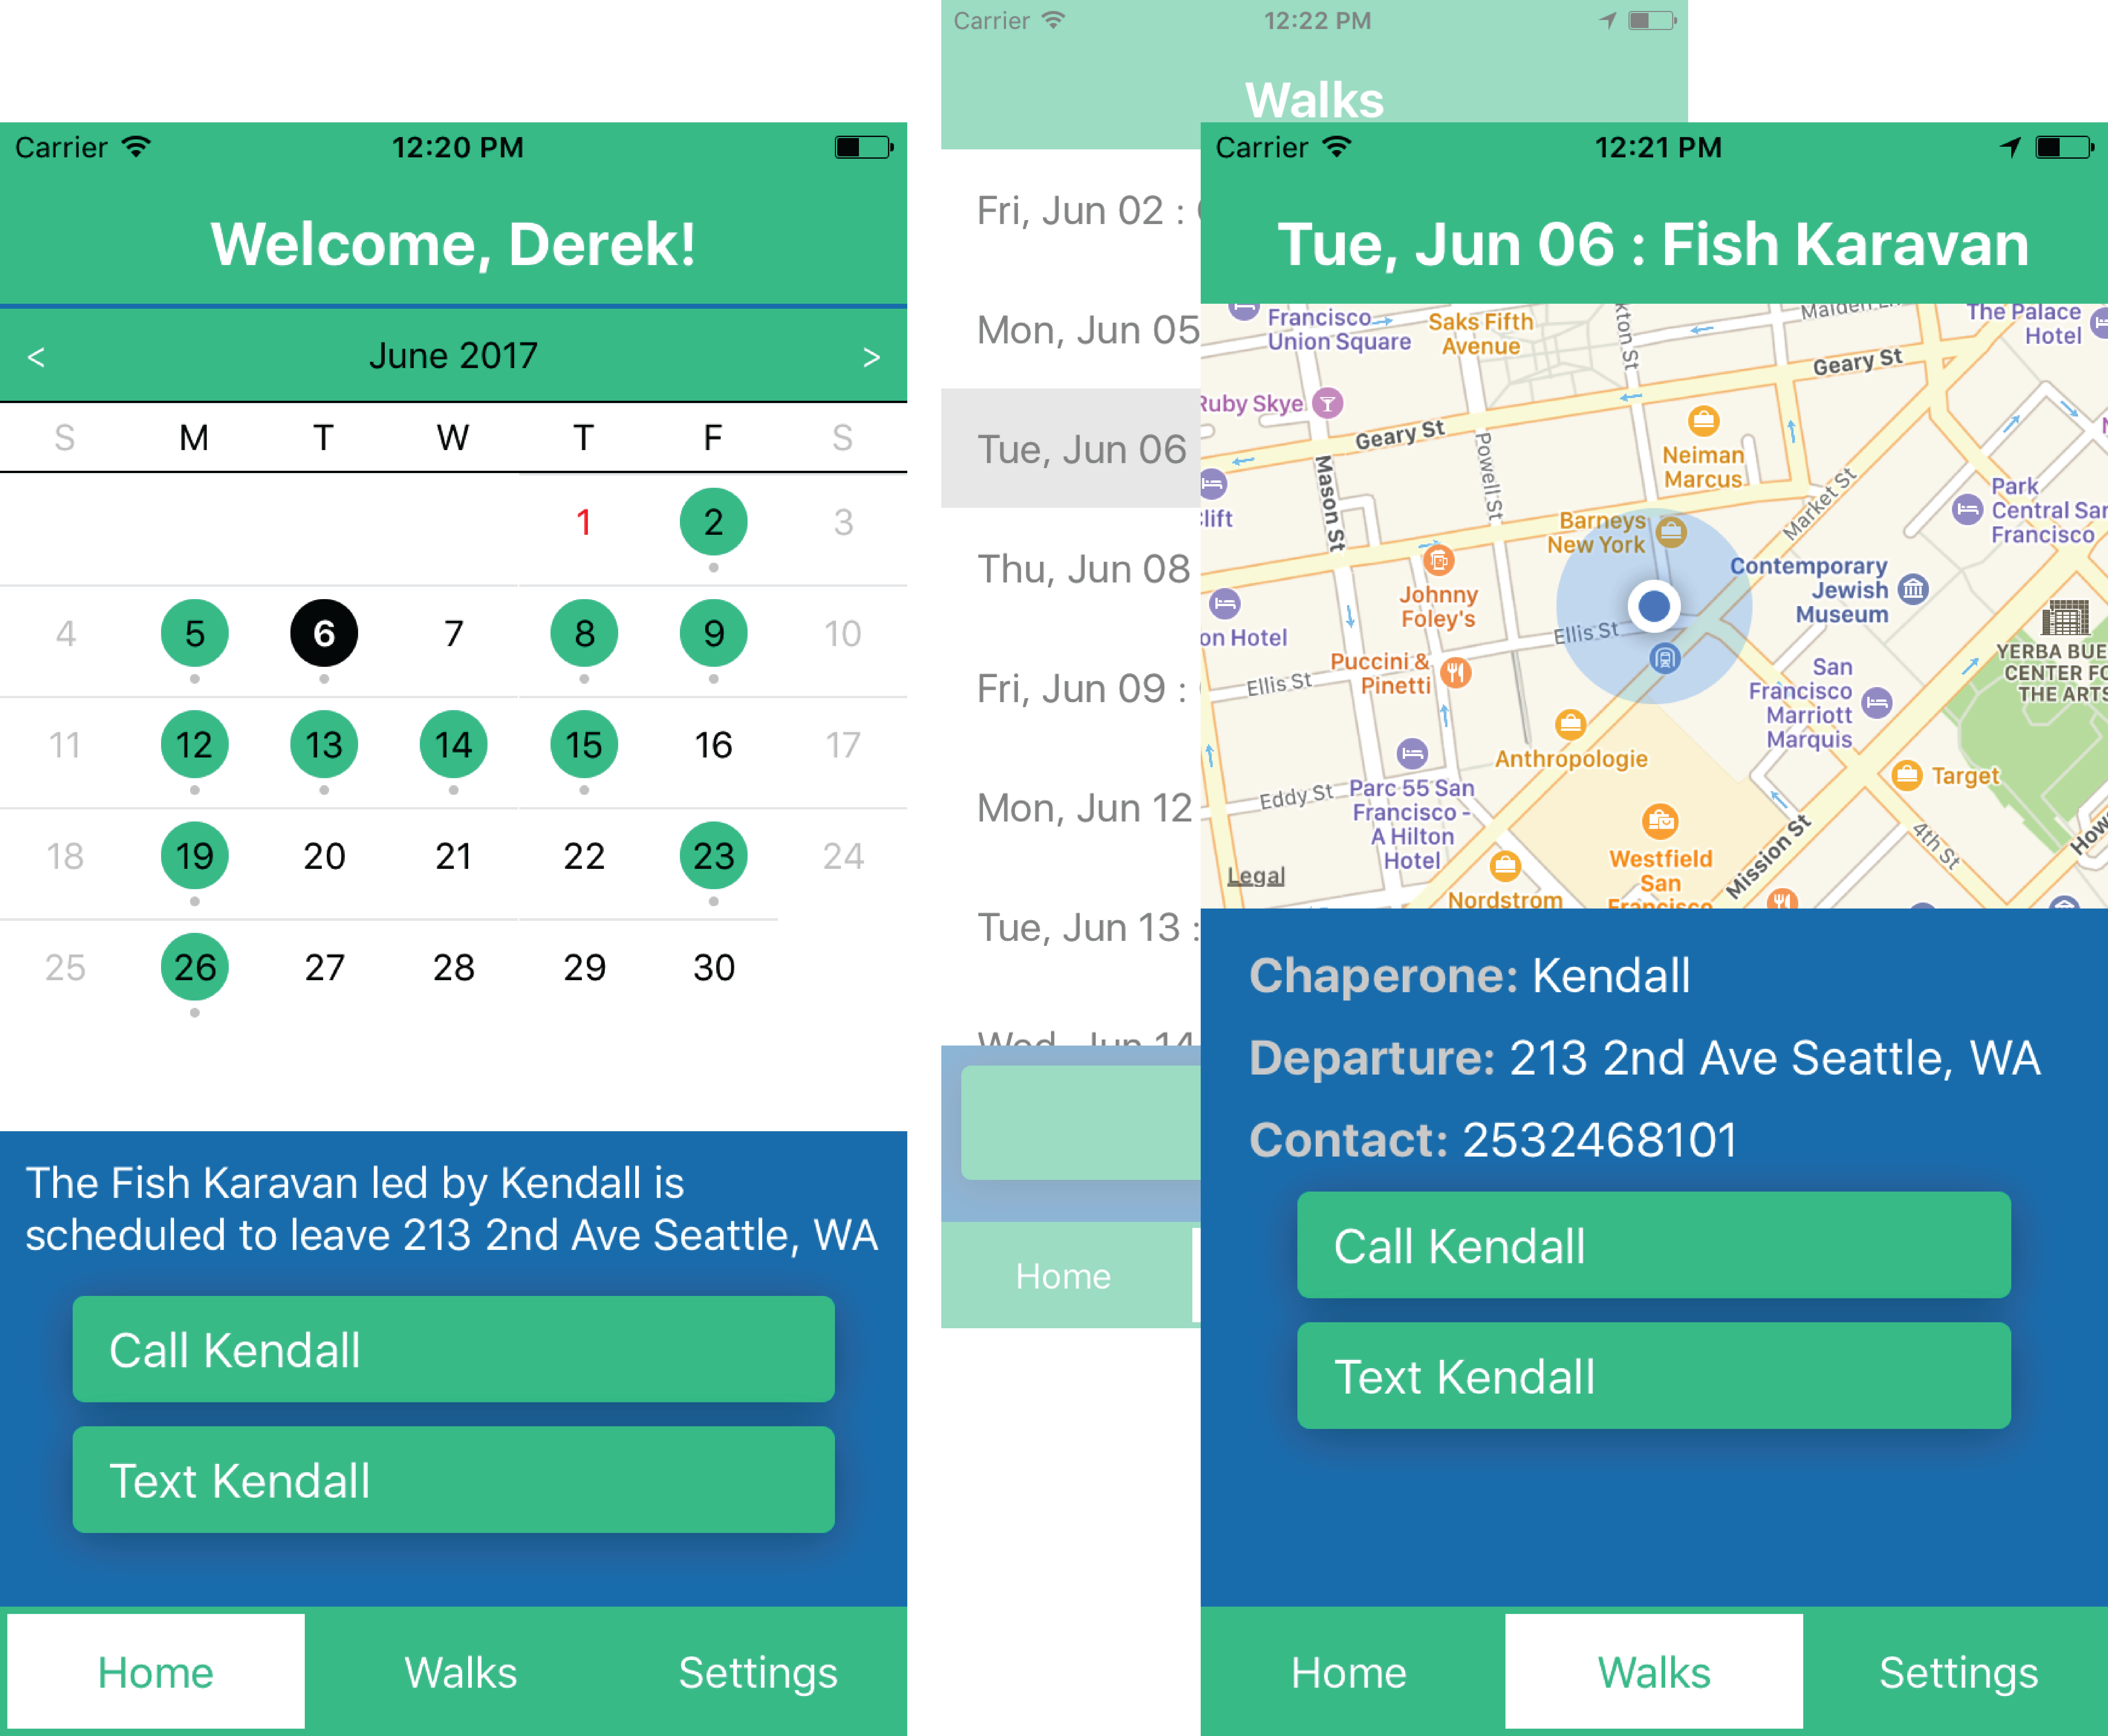 Carrier 12:20 PM
Welcome, Derek!
< June 2017 >
S M T W T F S
1 2 3
4 5 6 7 8 9 10
11 12 13 14 15 16 17
18 19 20 21 22 23 24
25 26 27 28 29 30
The Fish Karavan led by Kendall is
scheduled to leave 213 2nd Ave Seattle, WA
Call Kendall
Text Kendall
Home Walks Settings
Carrier 12:22 PM
Walks
Fri, Jun 02 :
Mon, Jun 05
Tue, Jun 06
Thu, Jun 08
Fri, Jun 09 :
Mon, Jun 12
Tue, Jun 13 :
Wed, Jun 14
Home
Carrier 12:21 PM
Tue, Jun 06 : Fish Karavan
Francisco
Union Square
Saks Fifth
Avenue
The Palace
Hotel
Geary St
Ruby Skye
Geary St
Mason St
Powell St
Neiman
Marcus
Market St
Park
Central
Francisco
Barneys
New York
Contemporary
Jewish
Museum
Johnny
Foley's
Hotel
Ellis St
Puccini &
Pinetti
Ellis St
San
Francisco
Marriott
Marquis
YERBA
CENTER
THE ARTS
Anthropologie
Target
Eddy St
Parc 55 San
Francisco -
A Hilton
Hotel
Westfield
San
Francisco
Mission St
4th St
Legal
Nordstrom
Chaperone: Kendall
Departure: 213 2nd Ave Seattle, WA
Contact: 2532468101
Call Kendall
Text Kendall
Home Walks Settings